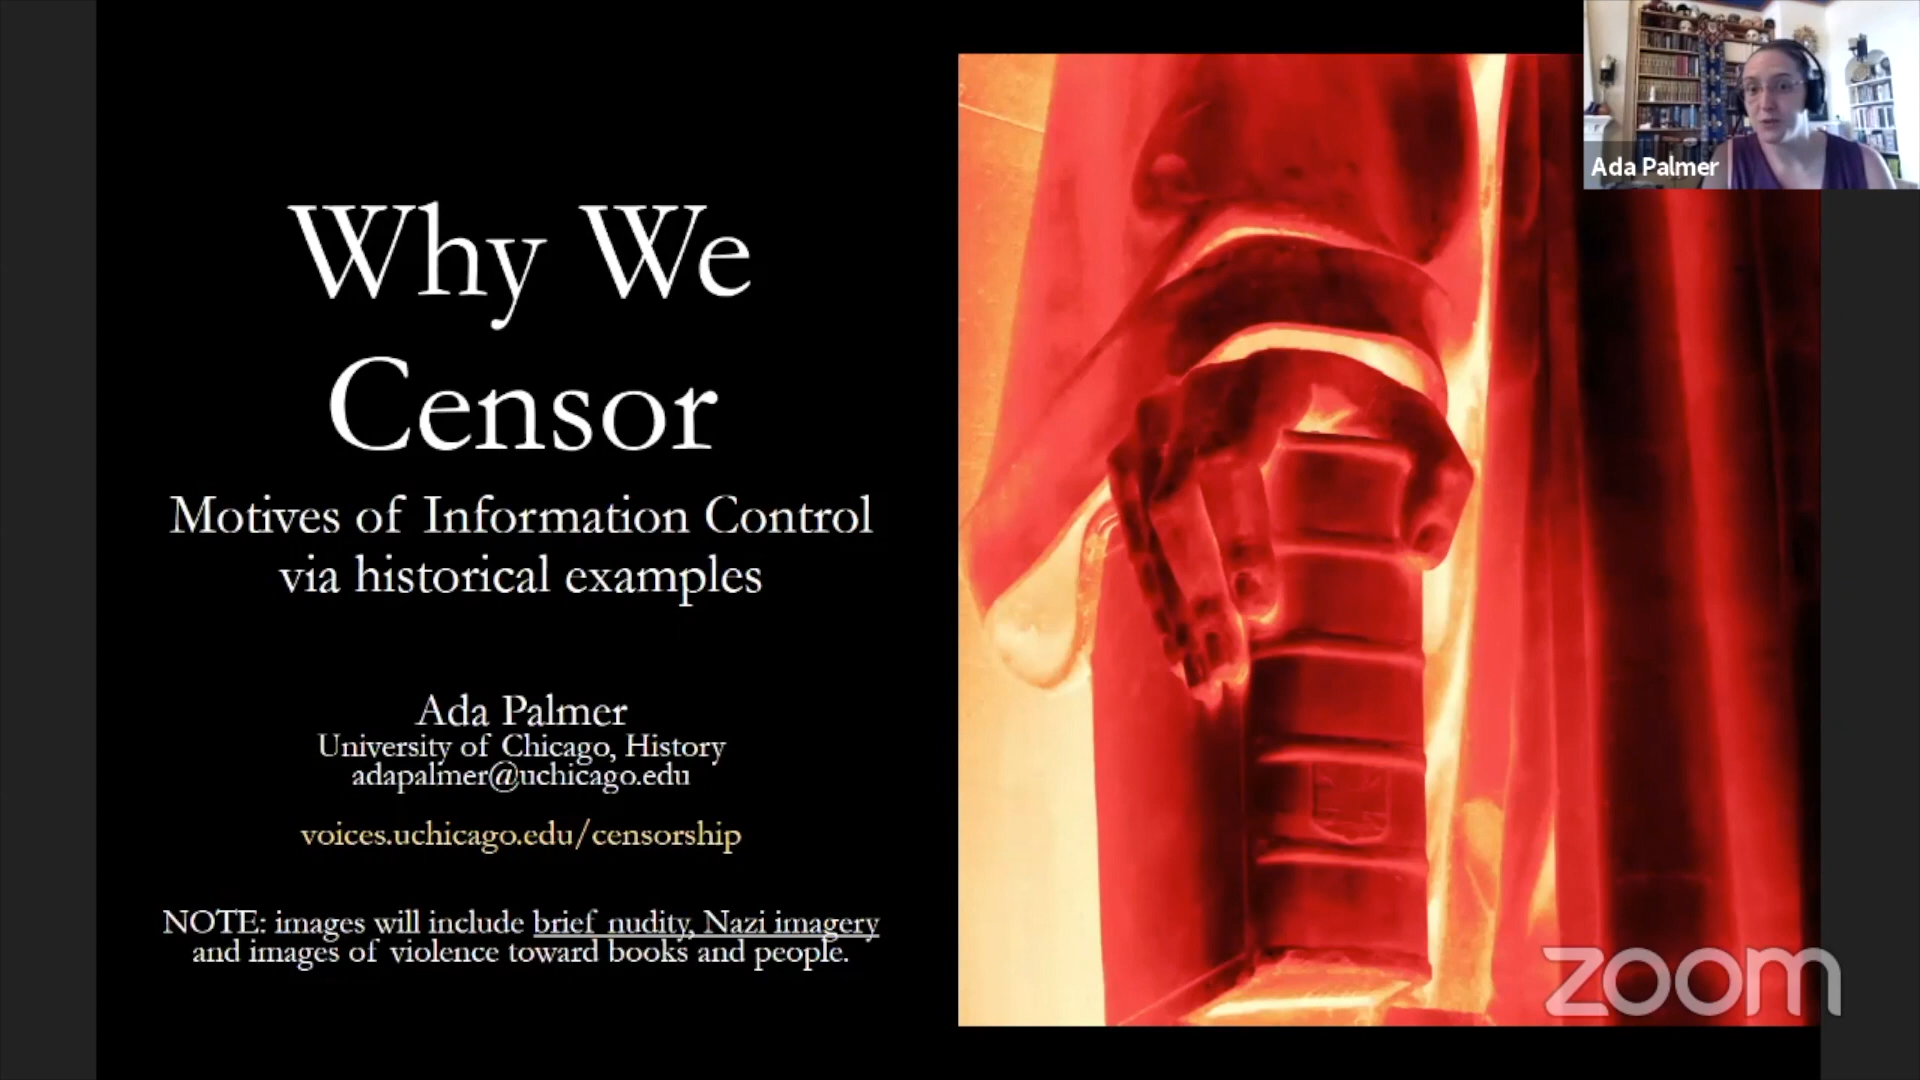 Why We
Censor
Motives of Information Control
via historical examples
Ada Palmer
University of Chicago, History
adapalmer@uchicago.edu
voices.uchicago.edu/censorship
NOTE: images will include brief nudity, Nazi imagery
and images of violence toward books and people.
Ada Palmer
zoom